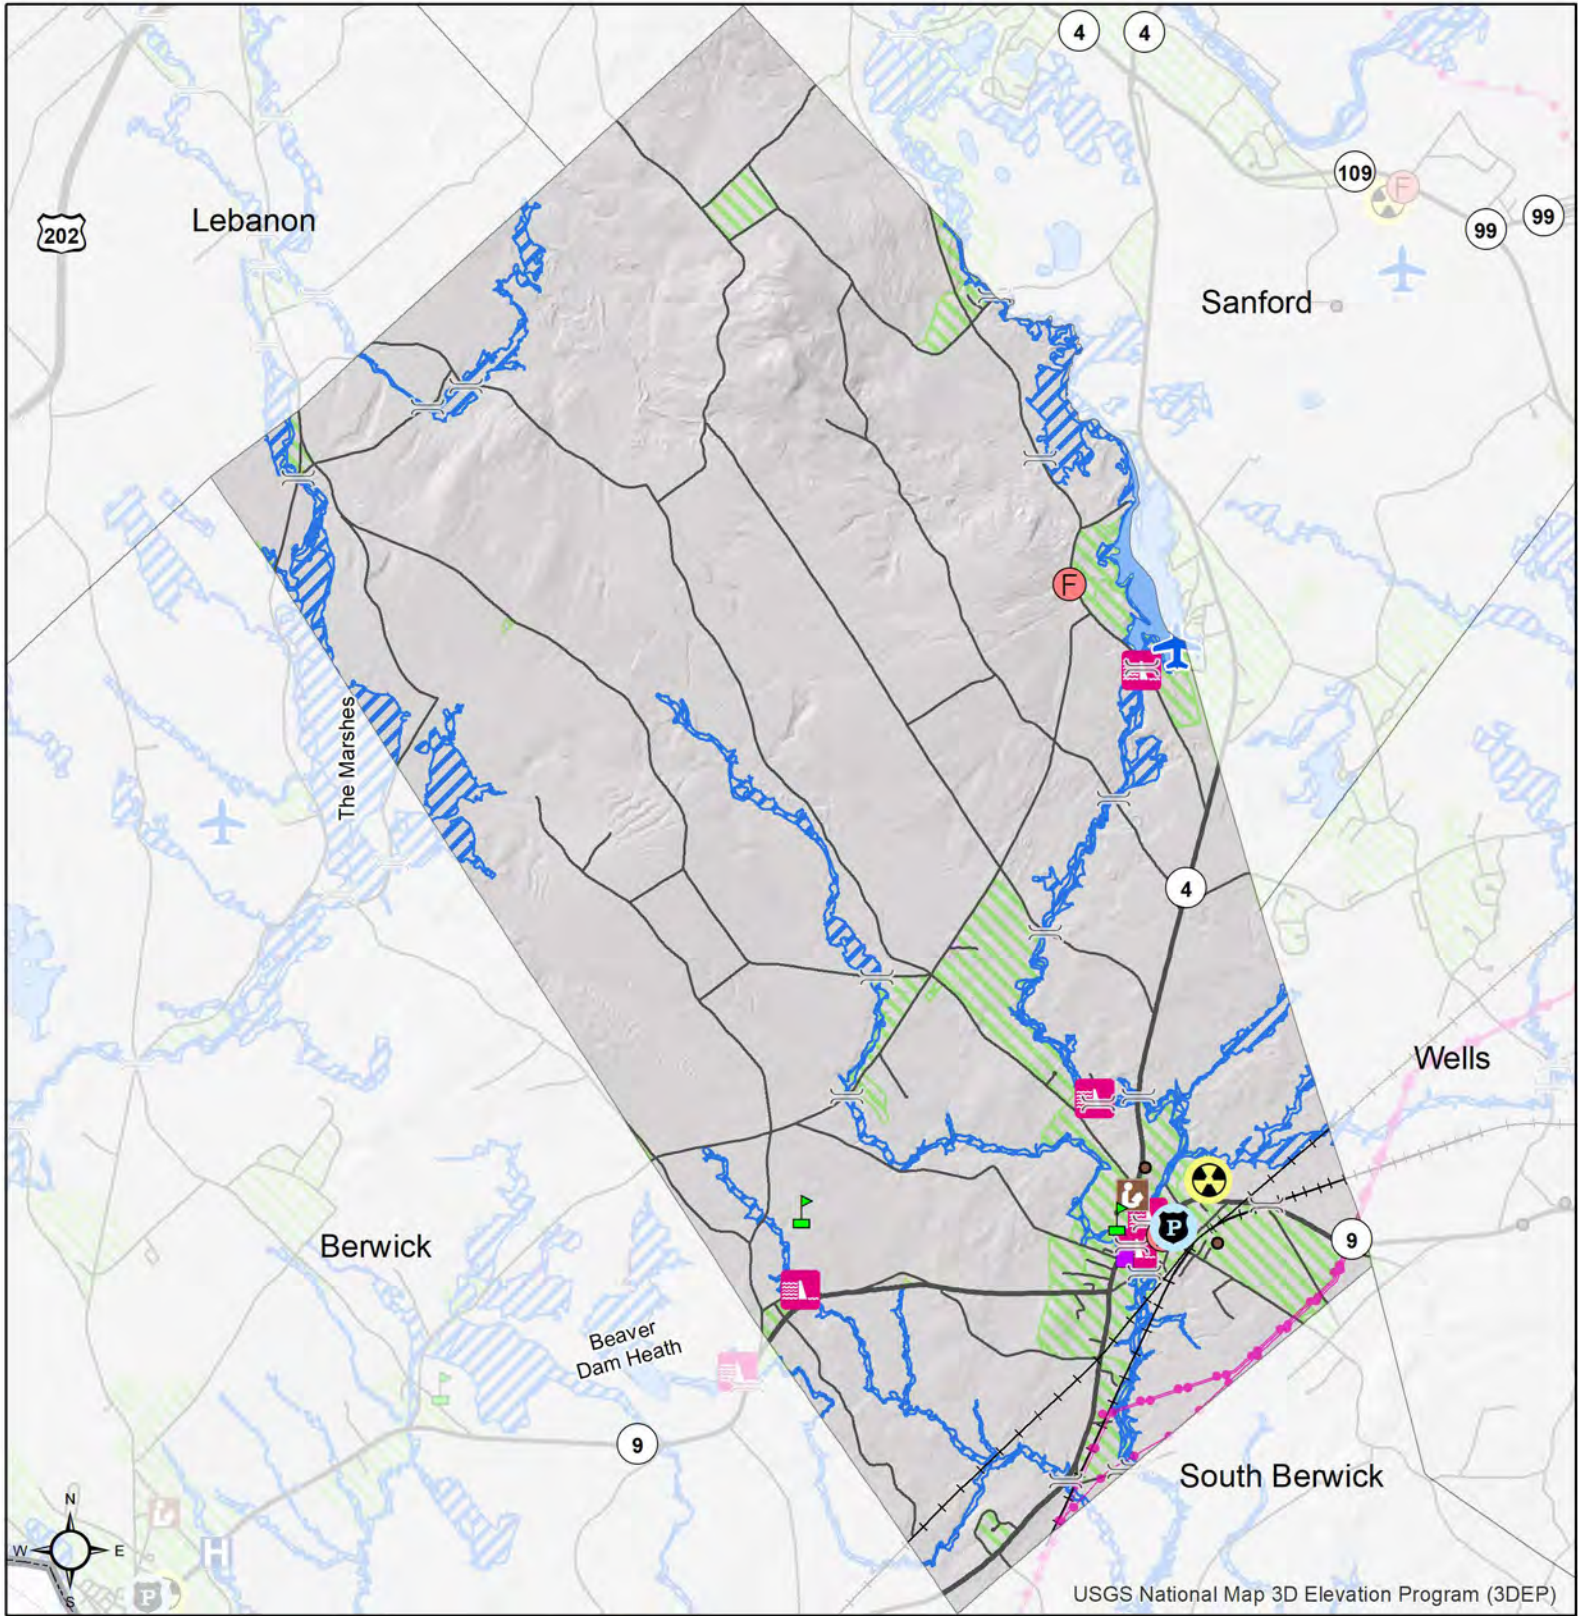 4
4
109
F
99
99
202
Lebanon
Sanford
F
The Marshes
4
Wells
P
9
Berwick
Beaver
Dam Heath
9
South Berwick
N
W
E
S
H
P
USGS National Map 3D Elevation Program (3DEP)